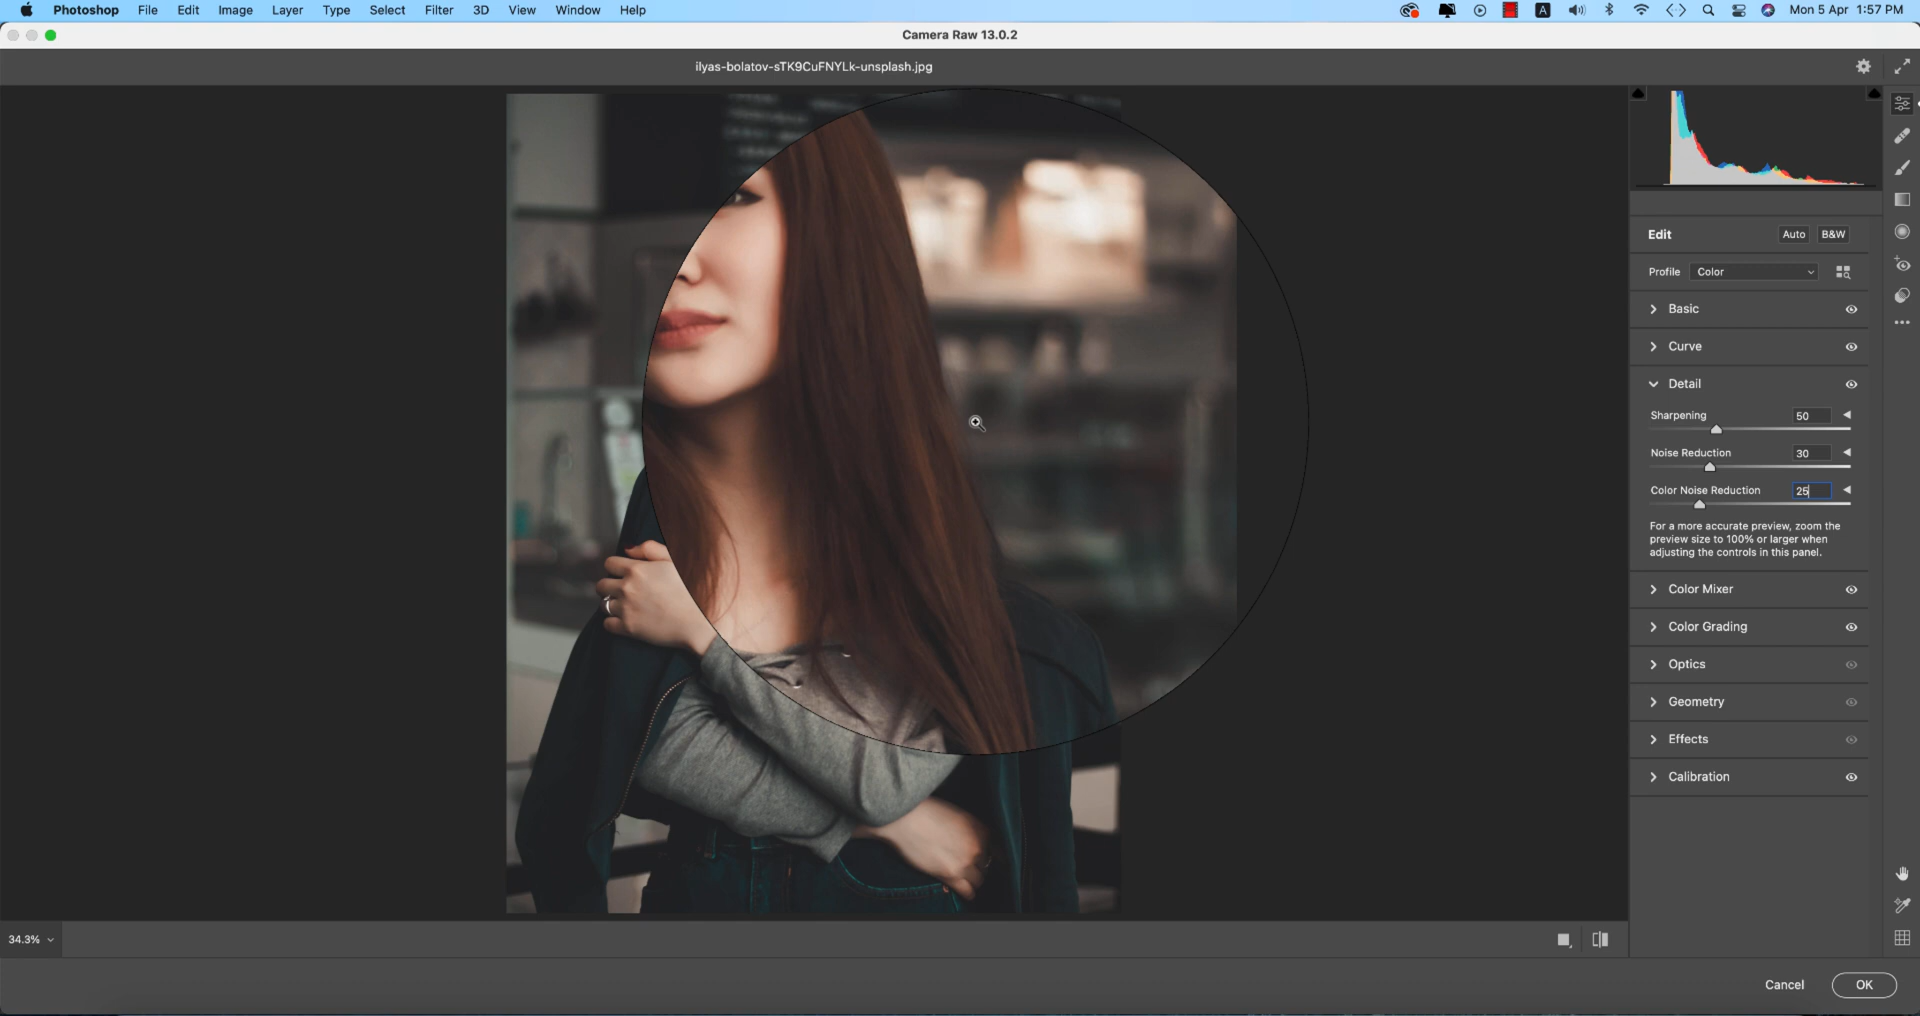 Photoshop File Edit Image Layer Type Select Filter 3D View Window Help A Mon 5 Apr 1:57 PM
Camera Raw 13.0.2
ilyas-bolatov-sTK9CuFNYLk-unsplash.jpg
Edit Auto B&W
Profile Color
Basic
Curve
Detail
Sharpening 50
Noise Reduction 30
Color Noise Reduction 25
For a more accurate preview, zoom the
preview size to 100% or larger when
adjusting the controls in this panel.
Color Mixer
Color Grading
Optics
Geometry
Effects
Calibration
34.3%
Cancel OK